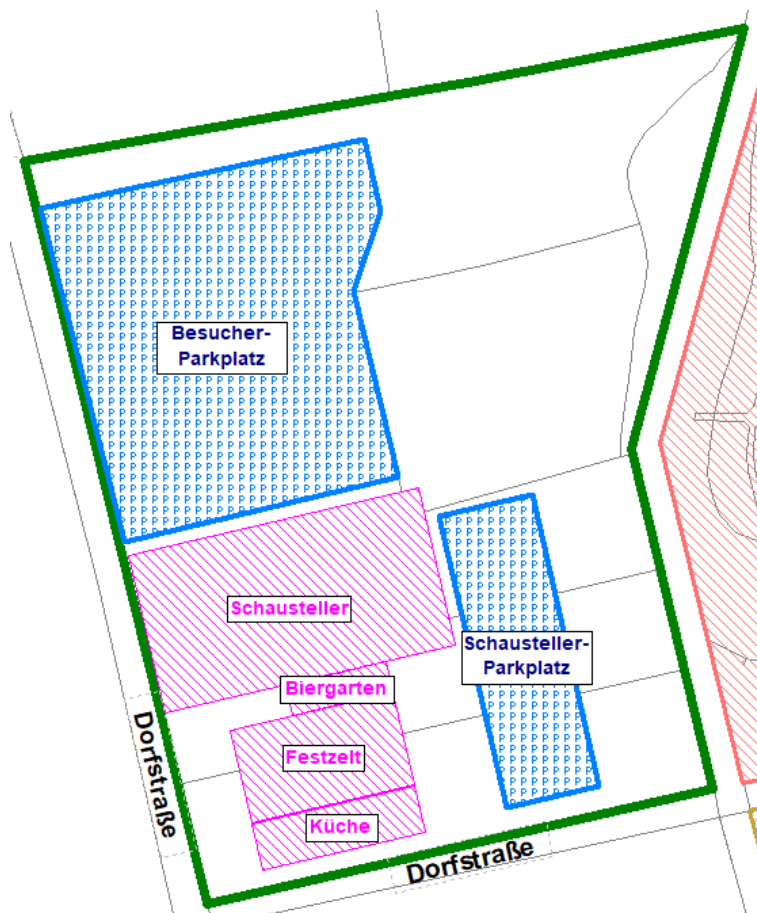 Besucher-
Parkplatz
Schausteller
Schausteller-
Parkplatz
Biergarten
Festzelt
Küche
Dorfstraße
Dorfstraße